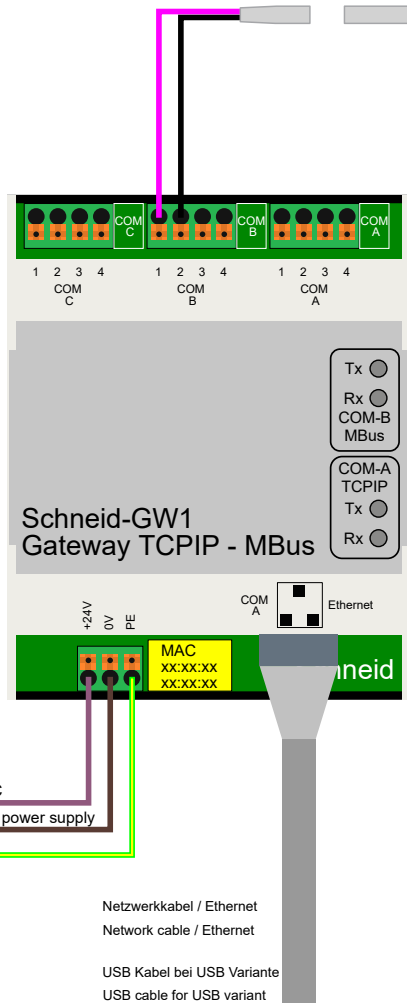 COM
C
COM
B
COM
A
1 2 3 4
COM
C
1 2 3 4
COM
B
1 2 3 4
COM
A
Tx
Rx
COM-B
MBus
COM-A
TCPIP
Tx
Rx
Schneid-GW1
Gateway TCPIP - MBus
COM
A
Ethernet
+24V
0V
PE
MAC
xx:xx:xx
xx:xx:xx
hneid
C
power supply
Netzwerkkabel / Ethernet
Network cable / Ethernet
USB Kabel bei USB Variante
USB cable for USB variant